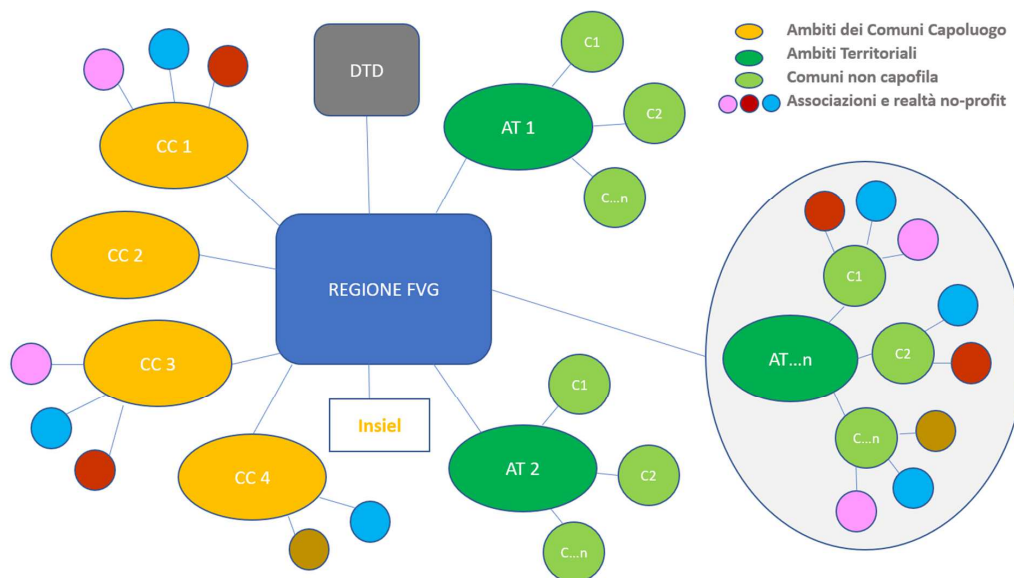 DTD
C1
Ambiti dei Comuni Capoluogo
Ambiti Territoriali
Comuni non capofila
Associazioni e realtà no-profit
CC 1
AT 1
C2
C...n
CC 2
REGIONE FVG
C1
CC 3
AT...n
C2
C1
Insiel
C...n
CC 4
AT 2
C2
C...n